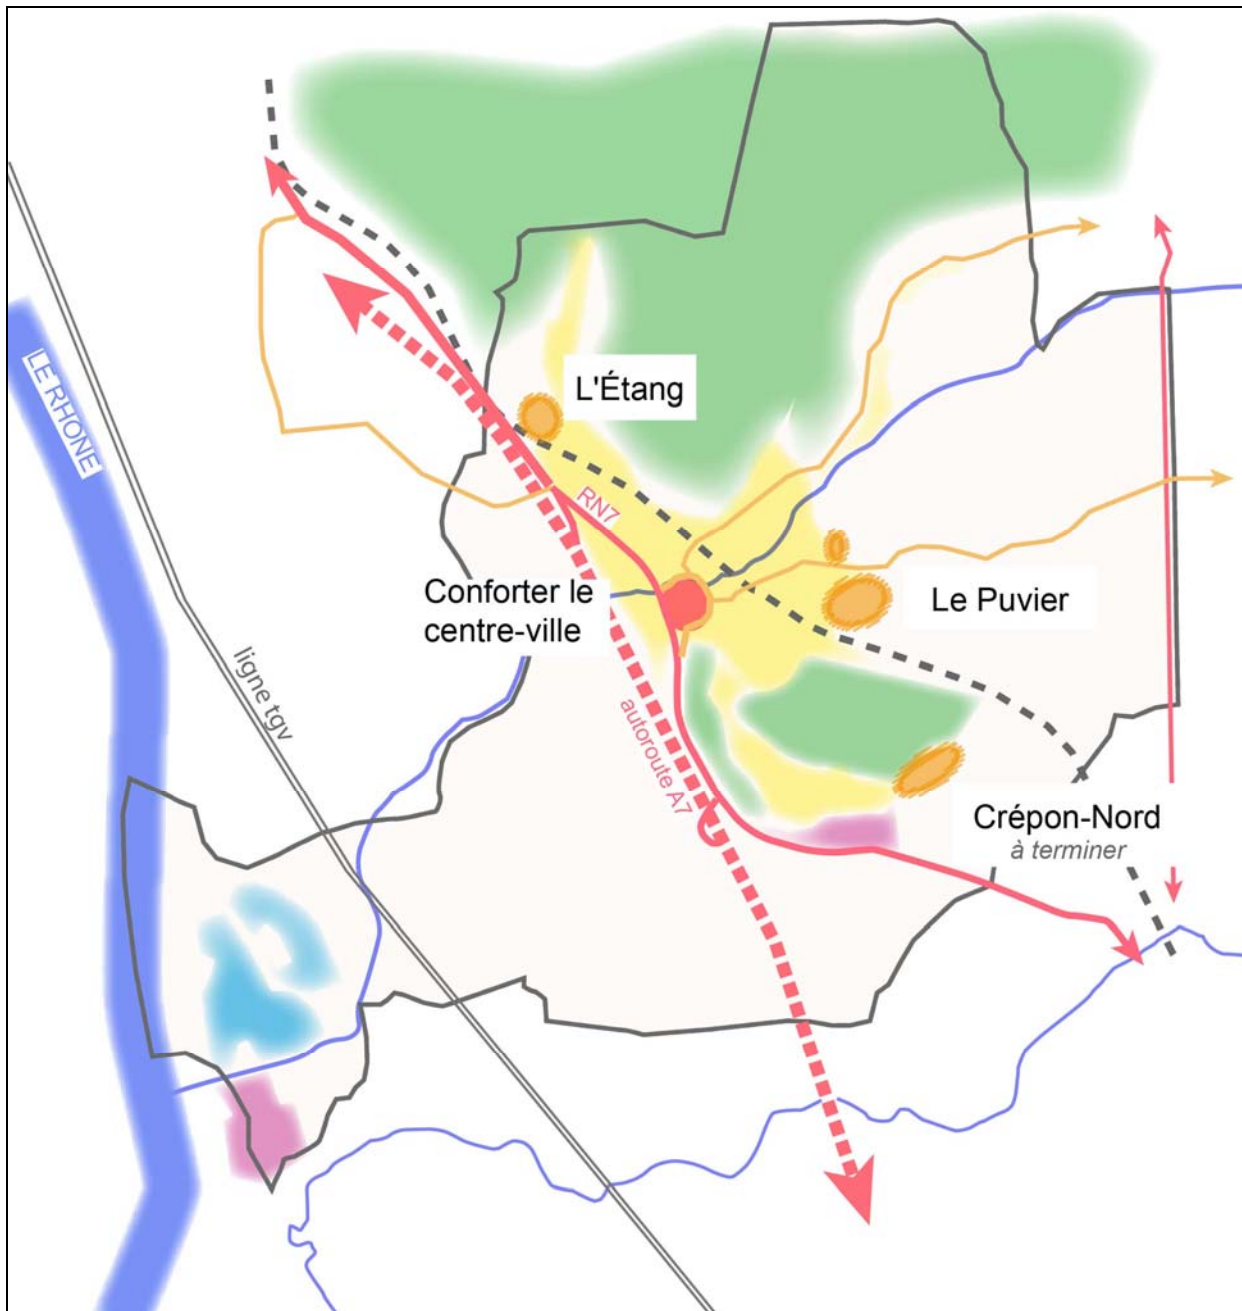 L'Étang
LE RHONE
RN7
Conforter le
centre-ville
Le Puvier
ligne tgv
autoroute A7
Crépon-Nord
à terminer